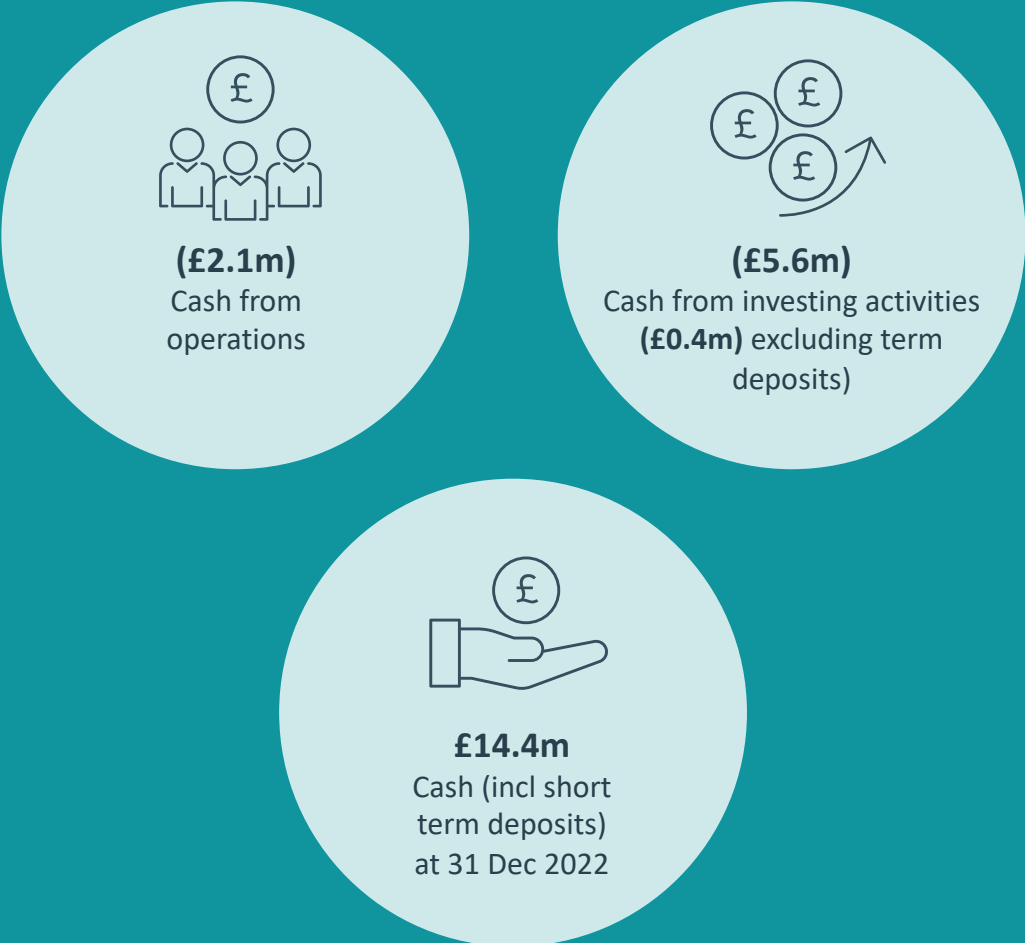 £
(£2.1m)
Cash from
operations
£
£
£
(£5.6m)
Cash from investing activities
(£0.4m) excluding term
deposits)
£
£14.4m
Cash (incl short
term deposits)
at 31 Dec 2022